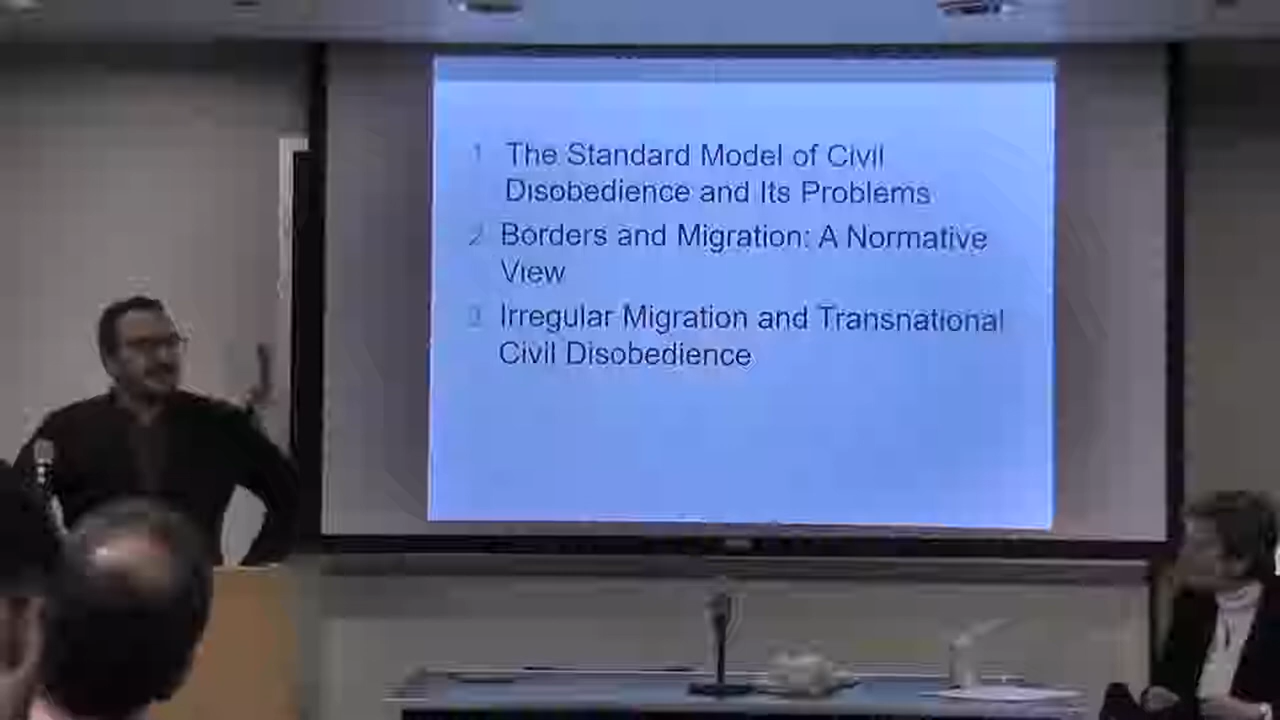 1. The Standard Model of Civil
Disobedience and Its Problems
2. Borders and Migration: A Normative
View
3. Irregular Migration and Transnational
Civil Disobedience